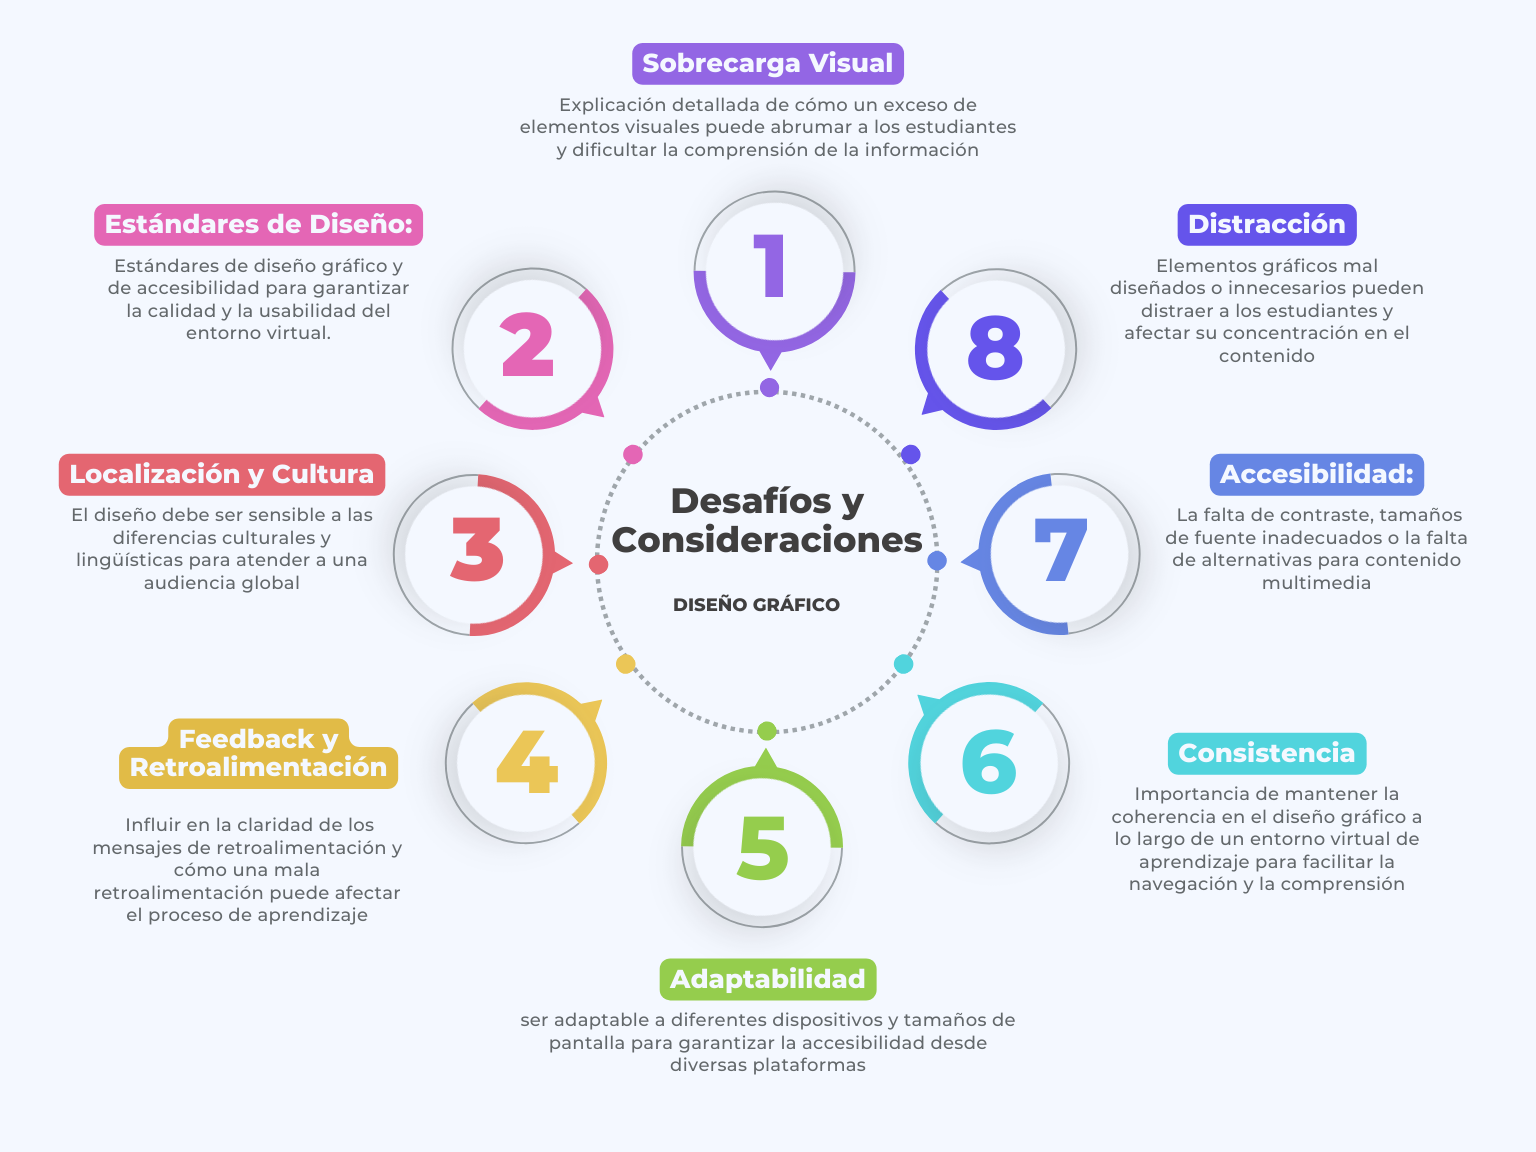 Sobrecarga Visual
Explicación detallada de cómo un exceso de
elementos visuales puede abrumar a los estudiantes
y dificultar la comprensión de la información
1
Estándares de Diseño:
Estándares de diseño gráfico y
de accesibilidad para garantizar
la calidad y la usabilidad del
entorno virtual.
2
Localización y Cultura
El diseño debe ser sensible a las
diferencias culturales y
lingüísticas para atender a una
audiencia global
3
Feedback y
Retroalimentación
Influir en la claridad de los
mensajes de retroalimentación y
cómo una mala
retroalimentación puede afectar
el proceso de aprendizaje
4
Desafíos y
Consideraciones
DISEÑO GRÁFICO
5
Adaptabilidad
ser adaptable a diferentes dispositivos y tamaños de
pantalla para garantizar la accesibilidad desde
diversas plataformas
6
Consistencia
Importancia de mantener la
coherencia en el diseño gráfico a
lo largo de un entorno virtual de
aprendizaje para facilitar la
navegación y la comprensión
7
Accesibilidad:
La falta de contraste, tamaños
de fuente inadecuados o la falta
de alternativas para contenido
multimedia
8
Distracción
Elementos gráficos mal
diseñados o innecesarios pueden
distraer a los estudiantes y
afectar su concentración en el
contenido